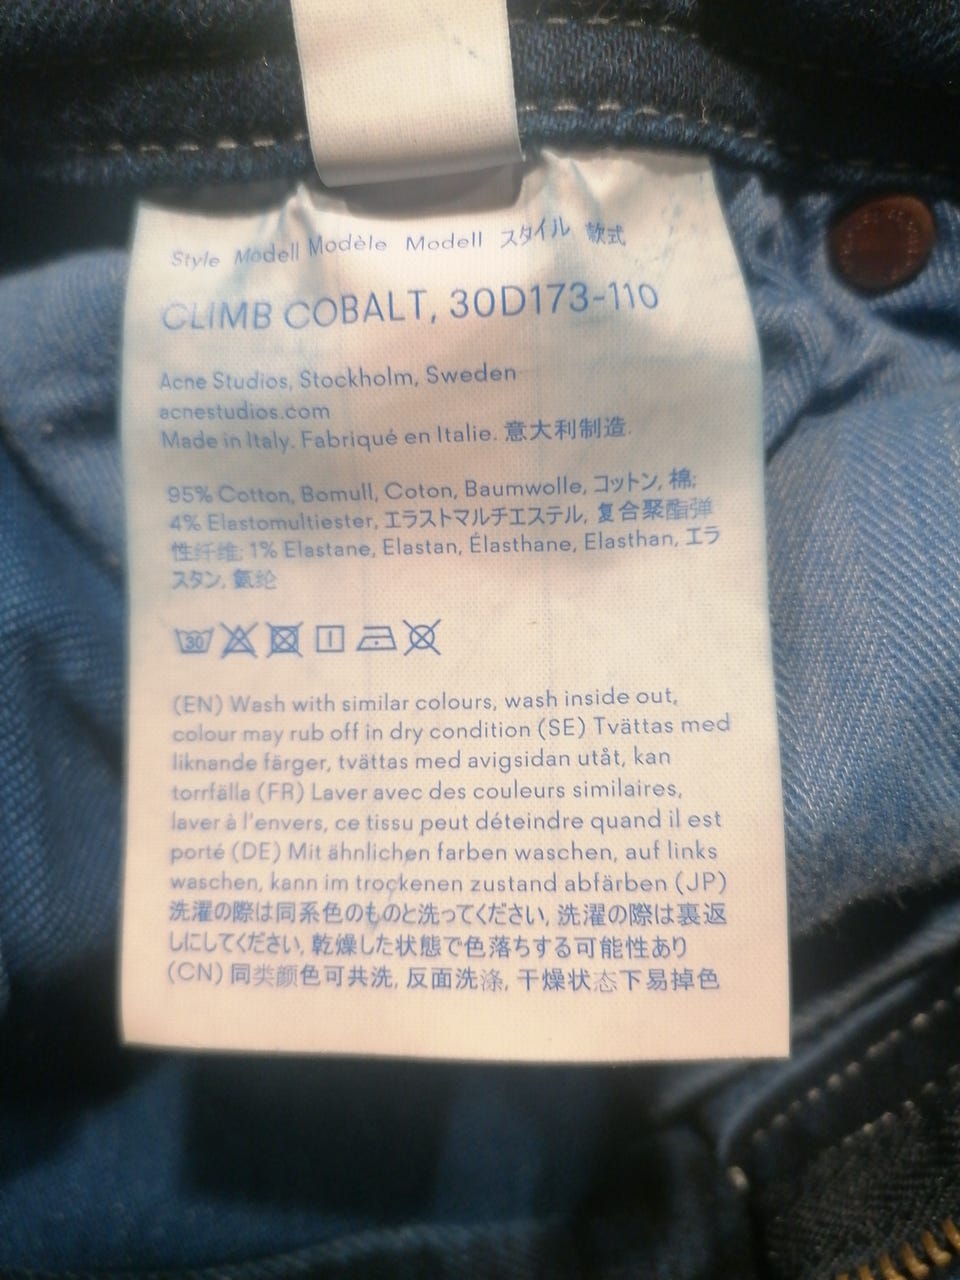 Style Modell Modèle Modell スタイル 款式
CLIMB COBALT, 30D173-110
Acne Studios, Stockholm, Sweden
acnestudios.com
Made in Italy. Fabriqué en Italie. 意大利制造.
95% Cotton, Bomull, Coton, Baumwolle, コットン, 棉;
4% Elastomultiester, エラストマルチエステル, 复合聚酯弹
性纤维; 1% Elastane, Elastan, Élasthane, Elasthan, エラ
スタン, 氨纶
30
(EN) Wash with similar colours, wash inside out,
colour may rub off in dry condition (SE) Tvättas med
liknande färger, tvättas med avigsidan utåt, kan
torrfälla (FR) Laver avec des couleurs similaires,
laver à l'envers, ce tissu peut déteindre quand il est
porté (DE) Mit ähnlichen farben waschen, auf links
waschen, kann im trockenen zustand abfärben (JP)
洗濯の際は同系色のものと洗ってください, 洗濯の際は裏返
しにしてください, 乾燥した状態で色落ちする可能性あり
(CN) 同类颜色可共洗, 反面洗涤, 干燥状态下易掉色